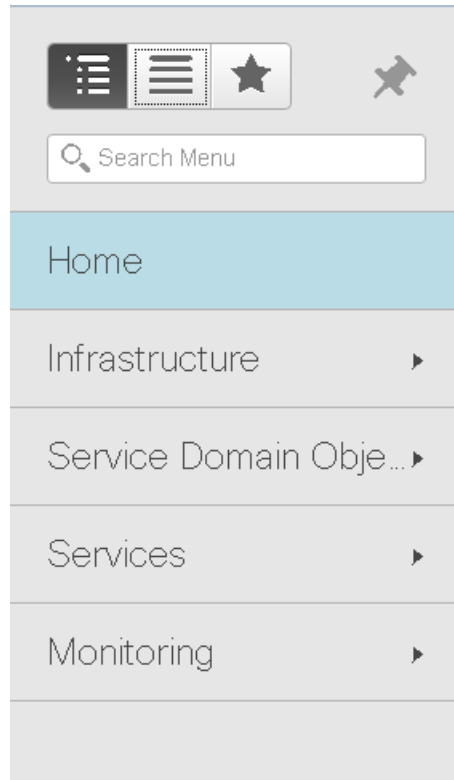 Search Menu
Home
Infrastructure
Service Domain Obje...
Services
Monitoring